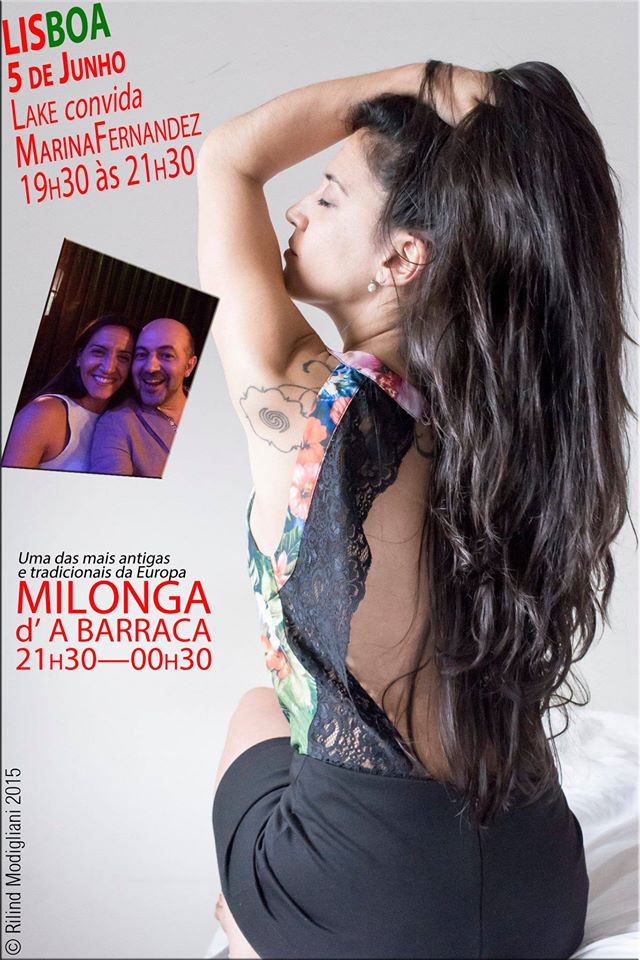 LISBOA
5 DE JUNHO
LAKE convida
MARINAFERNANDEZ
19H30 às 21H30
Uma das mais antigas
e tradicionais da Europa
MILONGA
d' A BARRACA
21H30—00H30
© Rilind Modigliani 2015